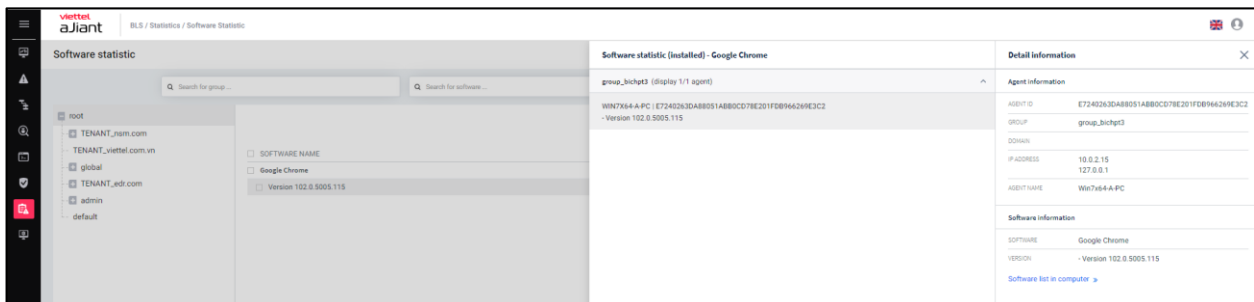 viettel
aJiant
BLS / Statistics / Software Statistic
Software statistic
Search for group ...
Search for software ...
root
TENANT_nsm.com
TENANT_viettel.com.vn
global
TENANT_edr.com
admin
default
SOFTWARE NAME
Google Chrome
Version 102.0.5005.115
Software statistic (installed) - Google Chrome
group_bichpt3 (display 1/1 agent)
WIN7X64-A-PC | E7240263DA88051ABB0CD78E201FDB966269E3C2
- Version 102.0.5005.115
Detail information
Agent information
AGENT ID E7240263DA88051ABB0CD78E201FDB966269E3C2
GROUP group_bichpt3
DOMAIN
IP ADDRESS 10.0.2.15
127.0.0.1
AGENT NAME Win7x64-A-PC
Software information
SOFTWARE Google Chrome
VERSION - Version 102.0.5005.115
Software list in computer »